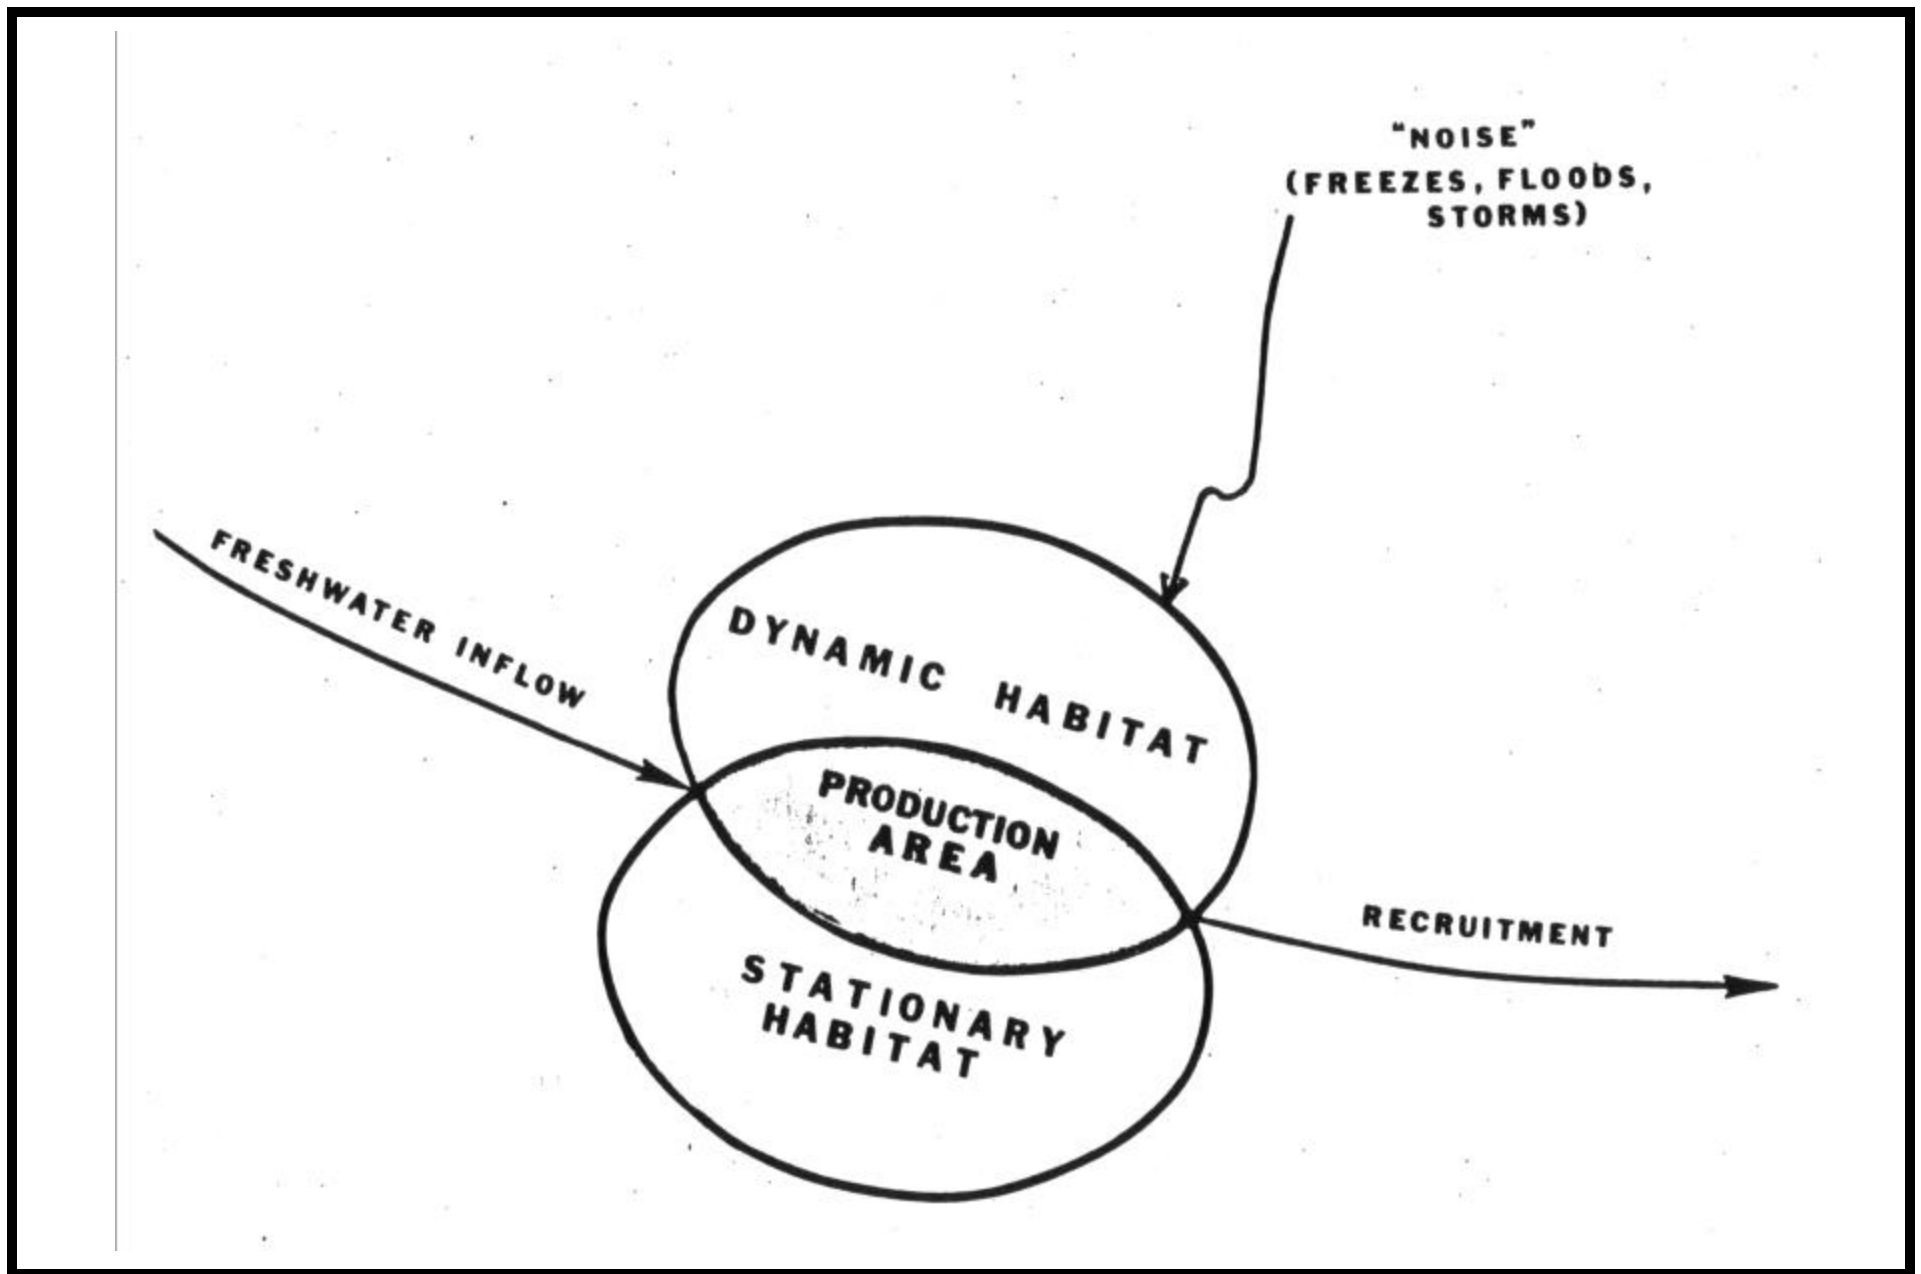 “NOISE”
(FREEZES, FLOODS,
STORMS)
FRESHWATER INFLOW
DYNAMIC HABITAT
PRODUCTION
AREA
RECRUITMENT
STATIONARY
HABITAT